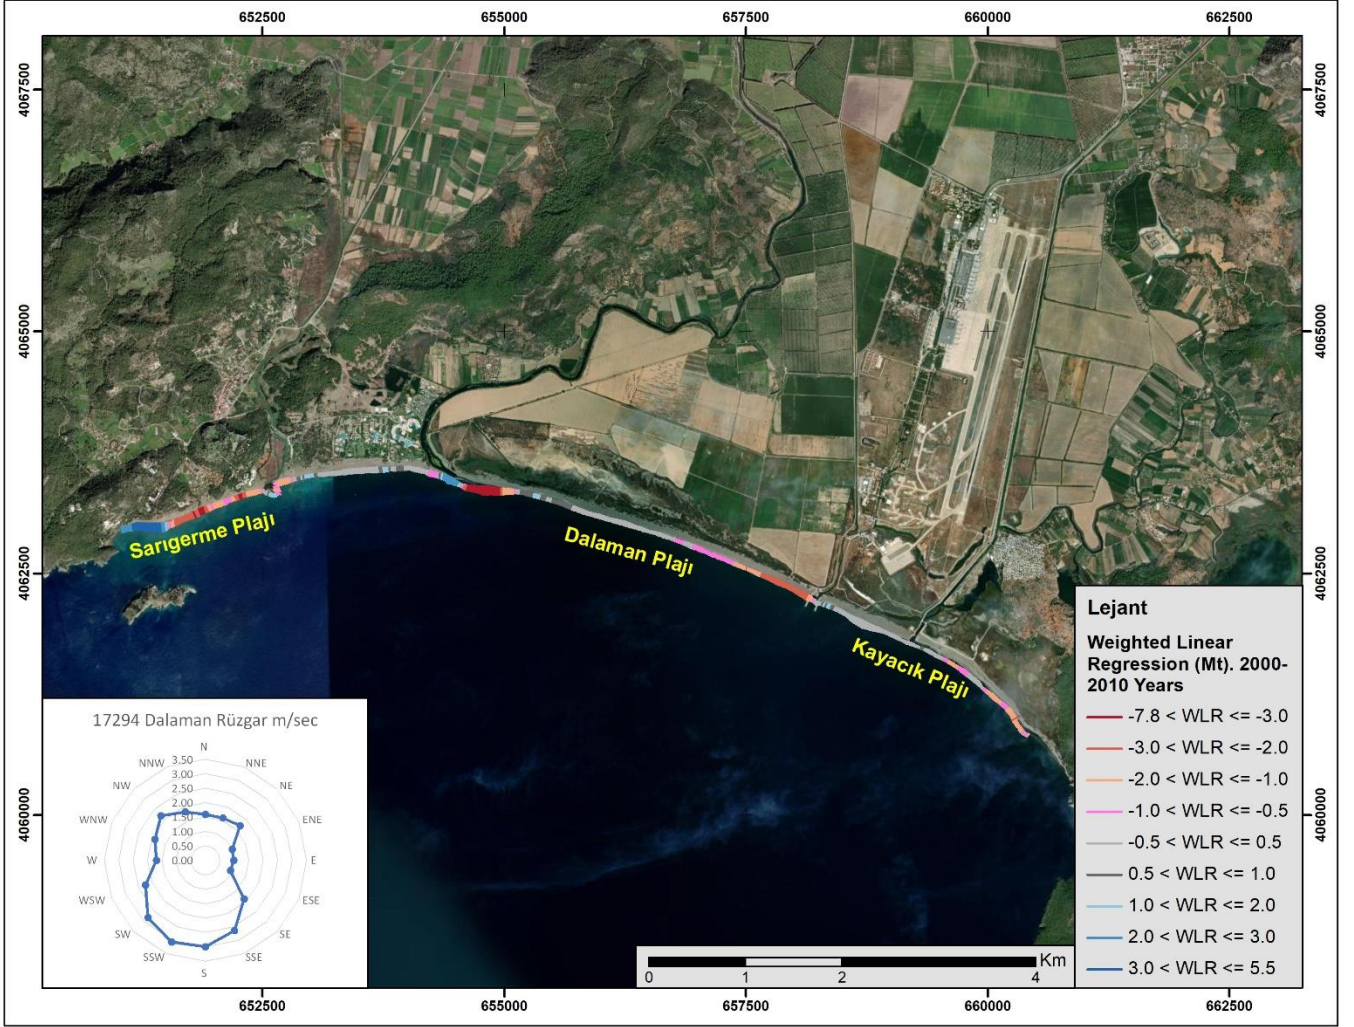 652500 655000 657500 660000 662500
4067500 4067500
4065000 4065000
4062500 4062500
4060000 4060000
Sarıgerme Plajı
Dalaman Plajı
Kayacık Plajı
17294 Dalaman Rüzgar m/sec
N
NNW NNE
NW NE
WNW ENE
W E
WSW ESE
SW SE
SSW SSE
S
3.50
3.00
2.50
2.00
1.50
1.00
0.50
0.00
Lejant
Weighted Linear
Regression (Mt). 2000-
2010 Years
-7.8 < WLR <= -3.0
-3.0 < WLR <= -2.0
-2.0 < WLR <= -1.0
-1.0 < WLR <= -0.5
-0.5 < WLR <= 0.5
0.5 < WLR <= 1.0
1.0 < WLR <= 2.0
2.0 < WLR <= 3.0
3.0 < WLR <= 5.5
Km
0 1 2 4
652500 655000 657500 660000 662500